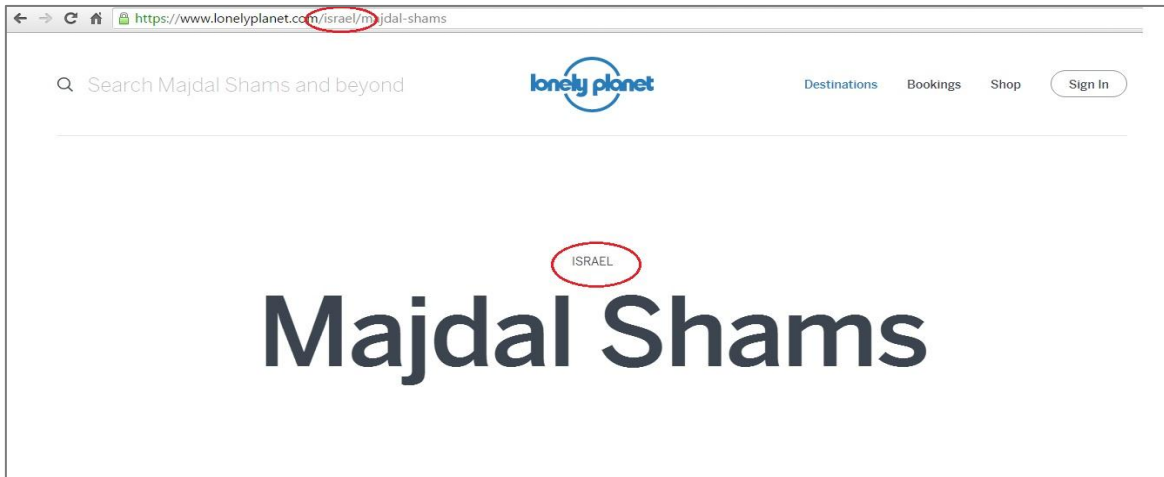 https://www.lonelyplanet.com/israel/majdal-shams
Search Majdal Shams and beyond
lonely planet
Destinations
Bookings
Shop
Sign In
ISRAEL
Majdal Shams